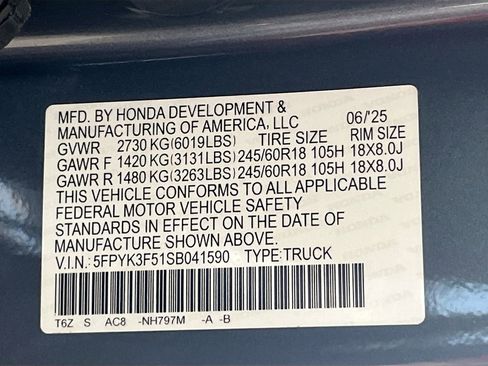 MFD. BY HONDA DEVELOPMENT &
MANUFACTURING OF AMERICA, LLC 06/'25
GVWR 2730 KG(6019LBS) TIRE SIZE RIM SIZE
GAWR F 1420 KG(3131LBS) 245/60R18 105H 18X8.0J
GAWR R 1480 KG(3263LBS) 245/60R18 105H 18X8.0J
THIS VEHICLE CONFORMS TO ALL APPLICABLE
FEDERAL MOTOR VEHICLE SAFETY
STANDARDS IN EFFECT ON THE DATE OF
MANUFACTURE SHOWN ABOVE.
V.I.N.: 5FPYK3F51SB041590 TYPE:TRUCK
T6Z S AC8 -NH797M -A -B